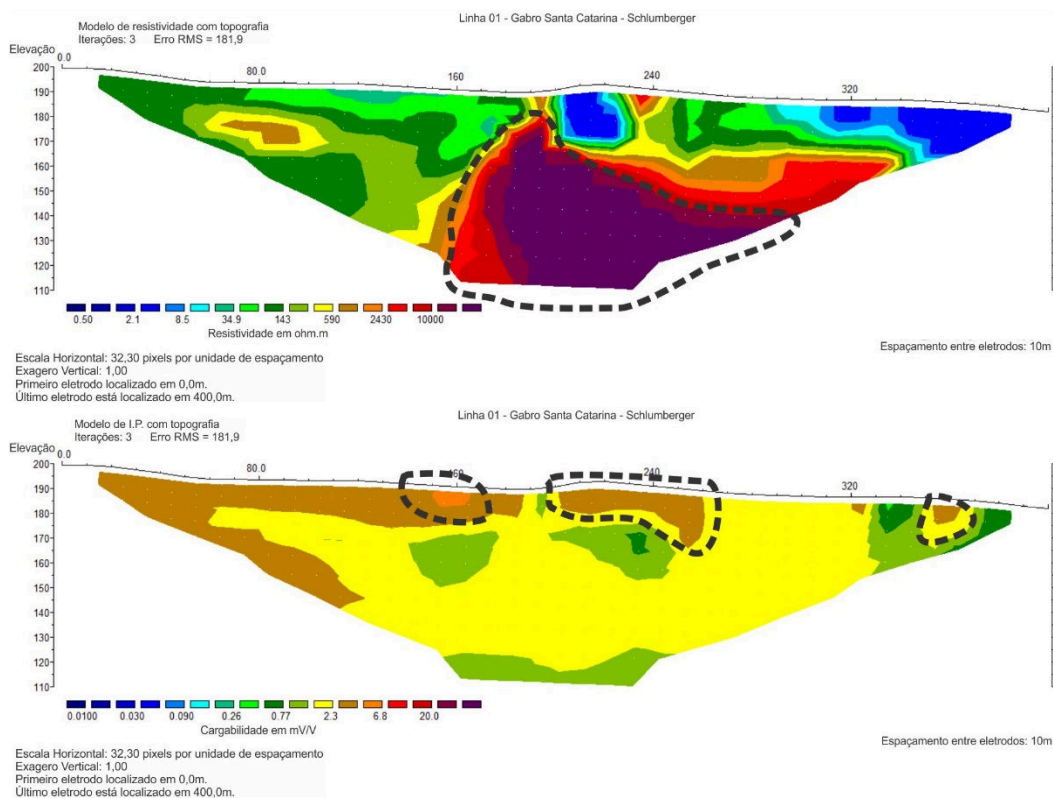 Linha 01 - Gabro Santa Catarina - Schlumberger
Modelo de resistividade com topografia
Iterações: 3 Erro RMS = 181,9
Elevação
0.0
80.0
160
240
320
200
190
180
170
160
150
140
130
120
110
0.50 2.1 8.5 34.9 143 590 2430 10000
Resistividade em ohm.m
Espaçamento entre eletrodos: 10m
Escala Horizontal: 32,30 pixels por unidade de espaçamento
Exagero Vertical: 1,00
Primeiro eletrodo localizado em 0,0m.
Último eletrodo está localizado em 400,0m.
Linha 01 - Gabro Santa Catarina - Schlumberger
Modelo de I.P. com topografia
Iterações: 3 Erro RMS = 181,9
Elevação
0.0
80.0
160
240
320
200
190
180
170
160
150
140
130
120
110
0.0100 0.030 0.090 0.26 0.77 2.3 6.8 20.0
Cargabilidade em mV/V
Espaçamento entre eletrodos: 10m
Escala Horizontal: 32,30 pixels por unidade de espaçamento
Exagero Vertical: 1,00
Primeiro eletrodo localizado em 0,0m.
Último eletrodo está localizado em 400,0m.